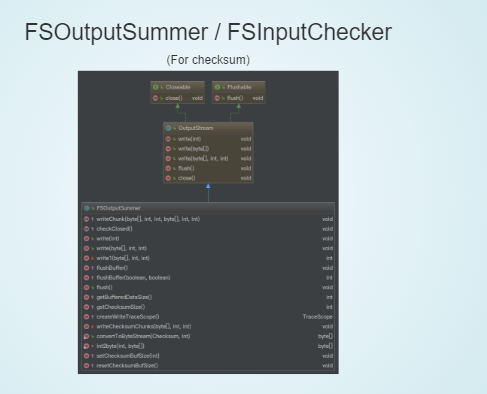 FSOutputSummer / FSInputChecker
(For checksum)
Closeable
close() void
Flushable
flush() void
OutputStream
write(int) void
write(byte[]) void
write(byte[], int, int) void
flush() void
close() void
FSOutputSummer
writeChunk(byte[], int, int, byte[], int, int) void
checkClosed() void
write(int) void
write(byte[], int, int) void
write1(byte[], int, int) int
flushBuffer() void
flushBuffer(boolean, boolean) int
flush() void
getBufferedDataSize() int
getChecksumSize() int
createWriteTraceScope() TraceScope
writeChecksumChunks(byte[], int, int) void
convertToByteStream(Checksum, int) byte[]
int2byte(int, byte[]) byte[]
setChecksumBufSize(int) void
resetChecksumBufSize() void